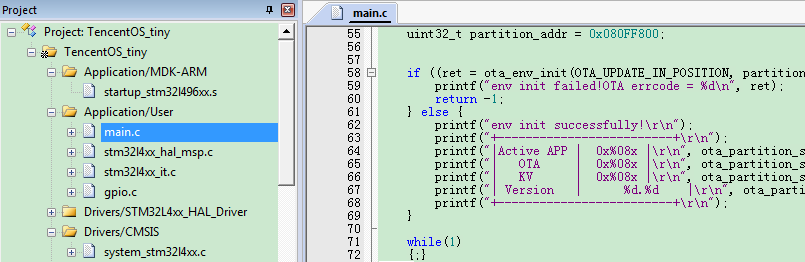 Project
Project: TencentOS_tiny
TencentOS_tiny
Application/MDK-ARM
startup_stm32l496xx.s
Application/User
main.c
stm32l4xx_hal_msp.c
stm32l4xx_it.c
gpio.c
Drivers/STM32L4xx_HAL_Driver
Drivers/CMSIS
system_stm32l4xx.c
main.c
55 uint32_t partition_addr = 0x080FF800;
56
57
58 if ((ret = ota_env_init(OTA_UPDATE_IN_POSITION, partition
59 printf("env init failed!OTA errcode = %d\n", ret);
60 return -1;
61 } else {
62 printf("env init successfully!\r\n");
63 printf("+------------------------+\r\n");
64 printf("|Active APP | 0x%08x |\r\n", ota_partition_s
65 printf("| OTA | 0x%08x |\r\n", ota_partition_s
66 printf("| KV | 0x%08x |\r\n", ota_partition_s
67 printf("| Version | %d.%d |\r\n", ota_parti
68 printf("+------------------------+\r\n");
69 }
70
71 while(1)
72 {;}